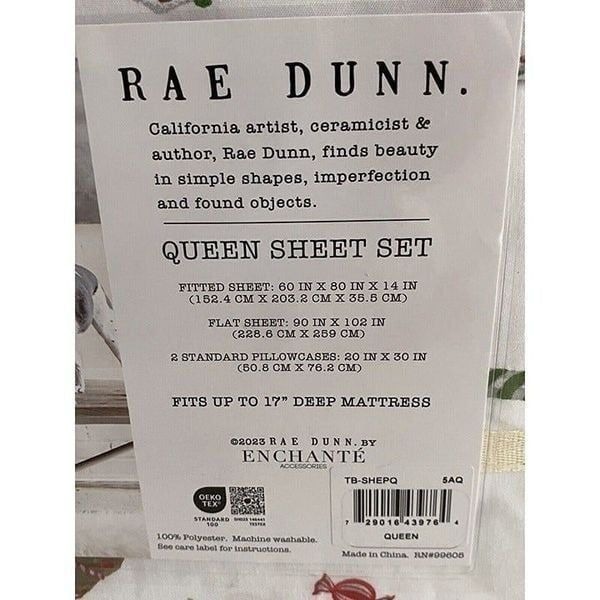 RAE DUNN.
California artist, ceramicist &
author, Rae Dunn, finds beauty
in simple shapes, imperfection
and found objects.
QUEEN SHEET SET
FITTED SHEET: 60 IN X 80 IN X 14 IN
(152.4 CM X 203.2 CM X 35.5 CM)
FLAT SHEET: 90 IN X 102 IN
(228.6 CM X 259 CM)
2 STANDARD PILLOWCASES: 20 IN X 30 IN
(50.8 CM X 76.2 CM)
FITS UP TO 17" DEEP MATTRESS
©2023 RAE DUNN. BY
ENCHANTÉ
ACCESSORIES
OEKO
TEX®
STANDARD
100
TESTEX
TB-SHEPQ 5AQ
7 29016 43976 4
QUEEN
100% Polyester. Machine washable.
See care label for instructions.
Made in China. RN#99605